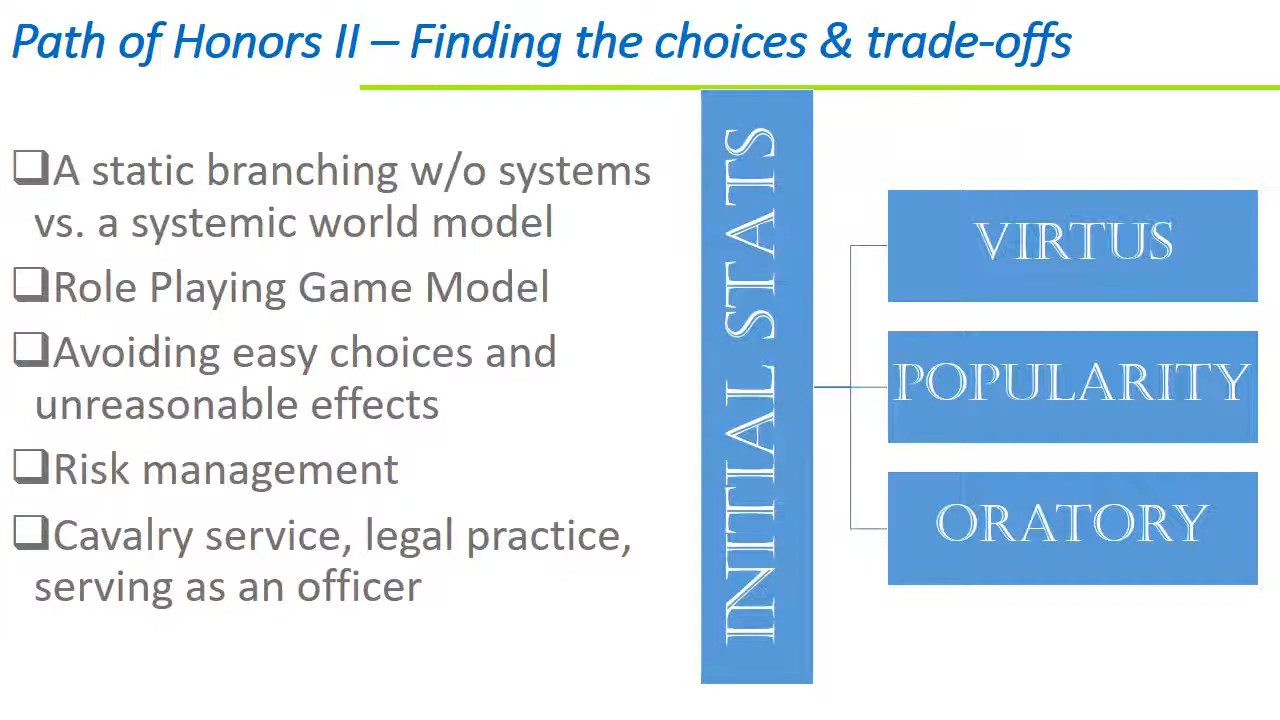 Path of Honors II – Finding the choices & trade-offs
❑A static branching w/o systems
vs. a systemic world model
❑Role Playing Game Model
❑Avoiding easy choices and
unreasonable effects
❑Risk management
❑Cavalry service, legal practice,
serving as an officer
INITIAL STATS
VIRTUS
POPULARITY
ORATORY